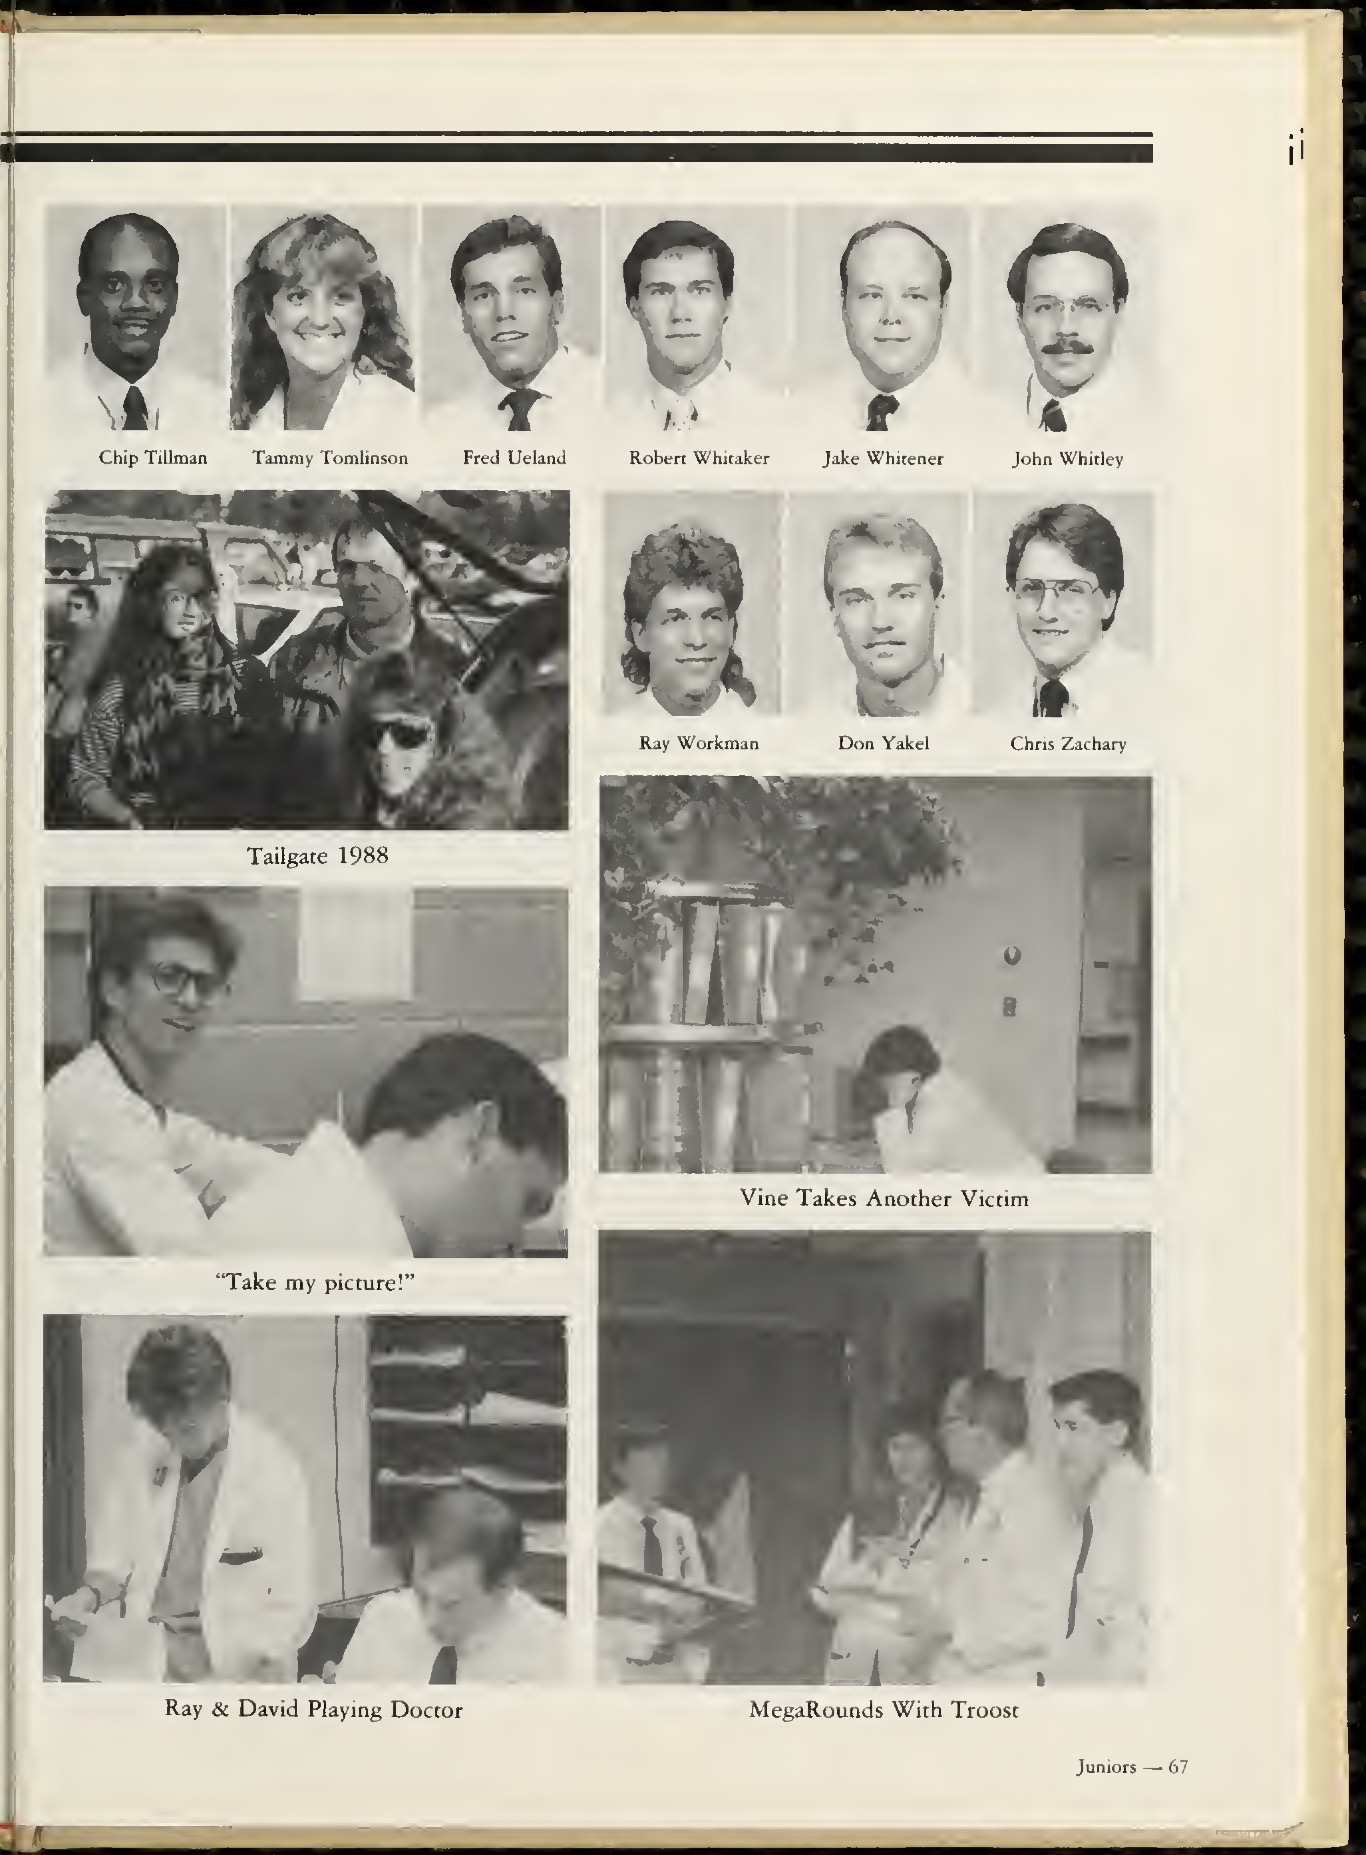 Chip Tillman Tammy Tomlinson Fred Ueland Robert Whitaker Jake Whitener John Whitley
Ray Workman Don Yakel Chris Zachary
Tailgate 1988
Vine Takes Another Victim
“Take my picture!”
Ray & David Playing Doctor
MegaRounds With Troost
Juniors — 67